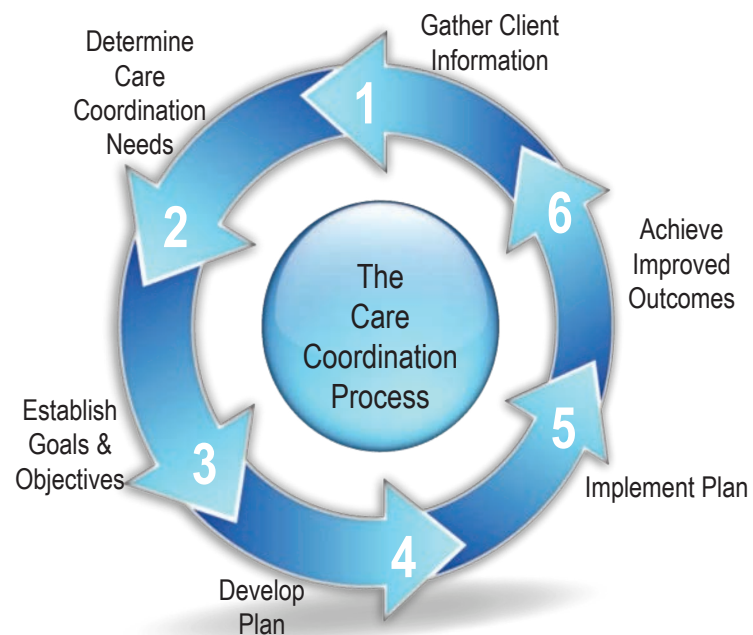 The
Care
Coordination
Process
1
Gather Client
Information
2
Determine
Care
Coordination
Needs
3
Establish
Goals &
Objectives
4
Develop
Plan
5
Implement Plan
6
Achieve
Improved
Outcomes